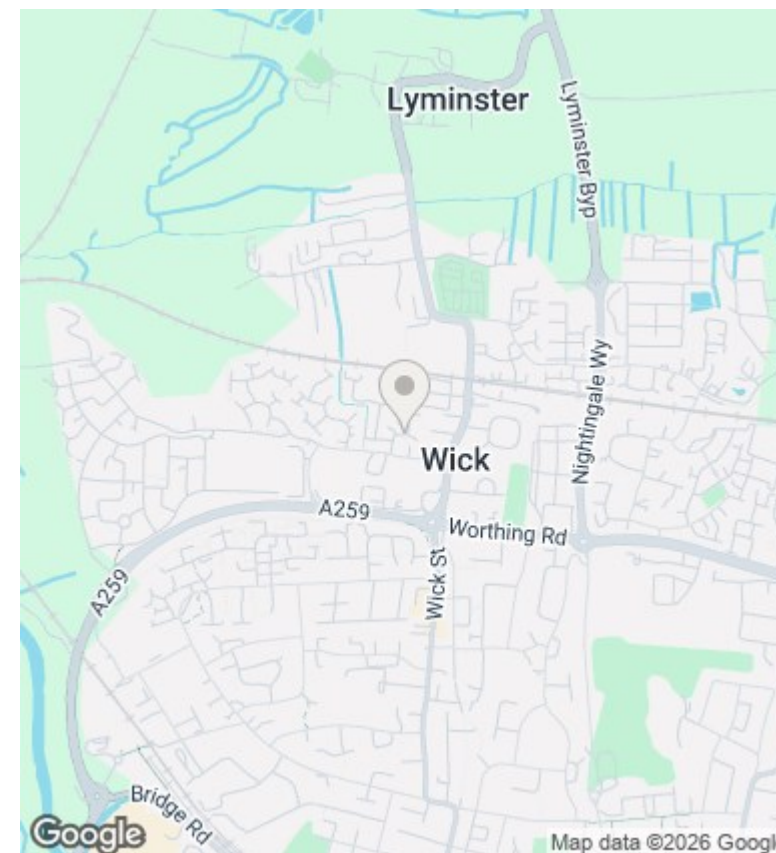 Lyminster
Lyminster Byp
Nightingale Wy
Wick
A259
Worthing Rd
Wick St
A259
Bridge Rd
Google
Map data ©2026 Googl